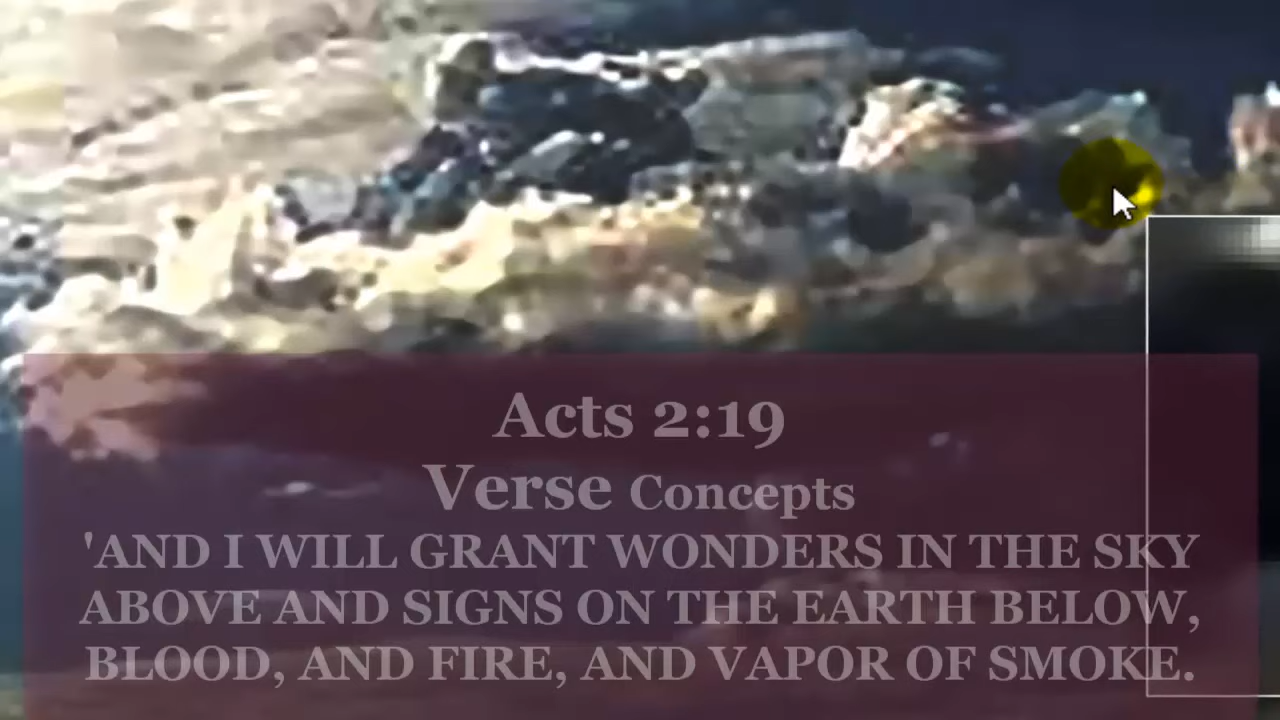 Acts 2:19
Verse Concepts
'AND I WILL GRANT WONDERS IN THE SKY
ABOVE AND SIGNS ON THE EARTH BELOW,
BLOOD, AND FIRE, AND VAPOR OF SMOKE.